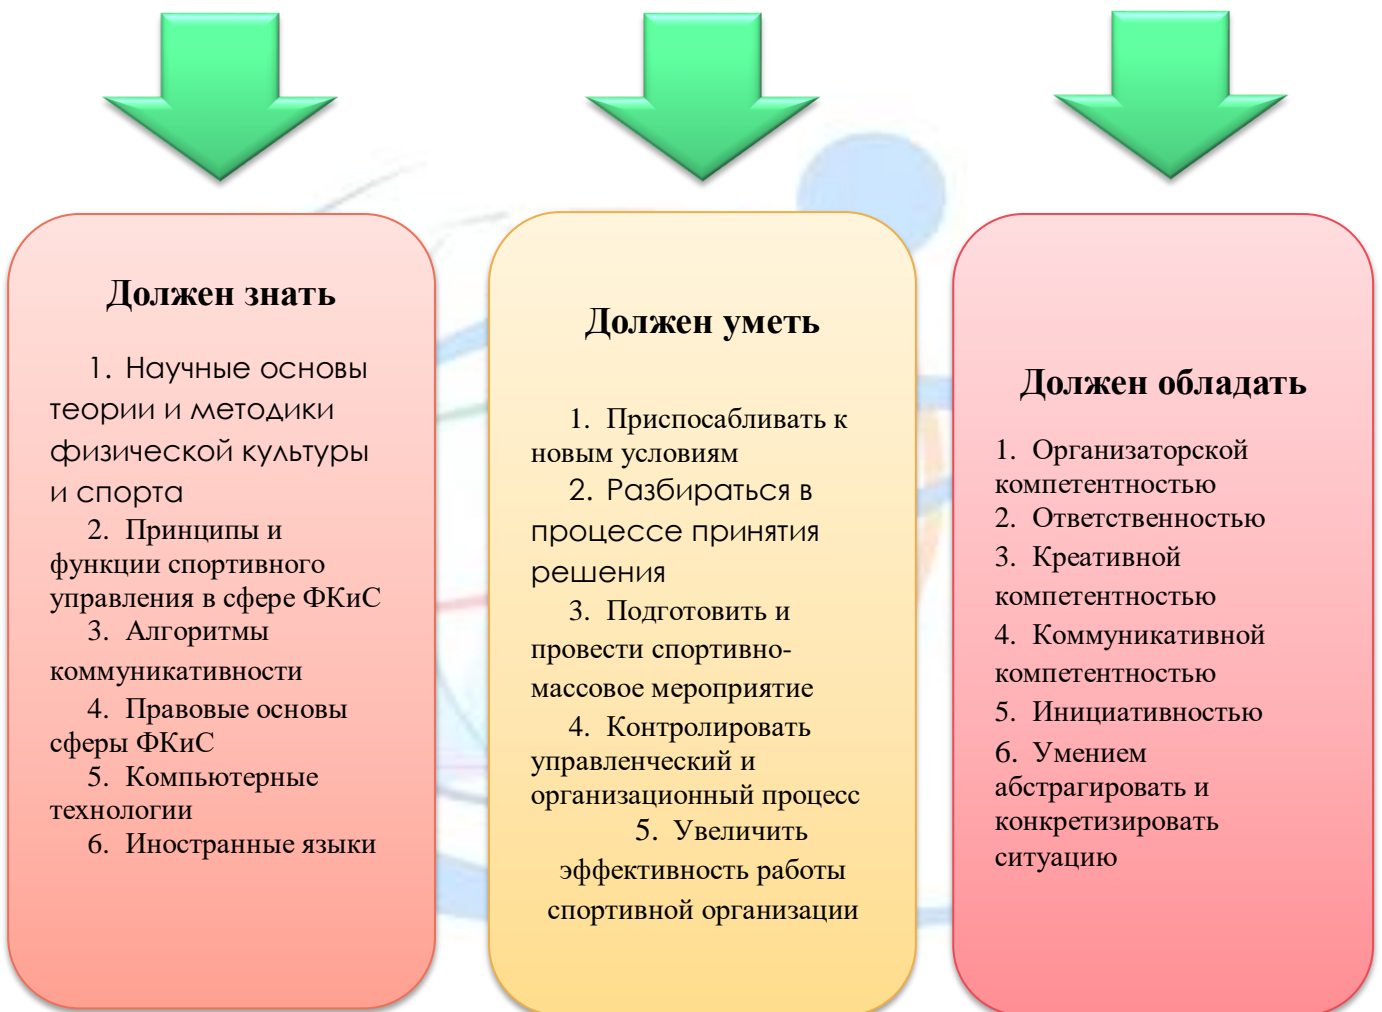 Должен знать
1. Научные основы
теории и методики
физической культуры
и спорта
2. Принципы и
функции спортивного
управления в сфере ФКиС
3. Алгоритмы
коммуникативности
4. Правовые основы
сферы ФКиС
5. Компьютерные
технологии
6. Иностранные языки
Должен уметь
1. Приспосабливать к
новым условиям
2. Разбираться в
процессе принятия
решения
3. Подготовить и
провести спортивно-
массовое мероприятие
4. Контролировать
управленческий и
организационный процесс
5. Увеличить
эффективность работы
спортивной организации
Должен обладать
1. Организаторской
компетентностью
2. Ответственностью
3. Креативной
компетентностью
4. Коммуникативной
компетентностью
5. Инициативностью
6. Умением
абстрагировать и
конкретизировать
ситуацию